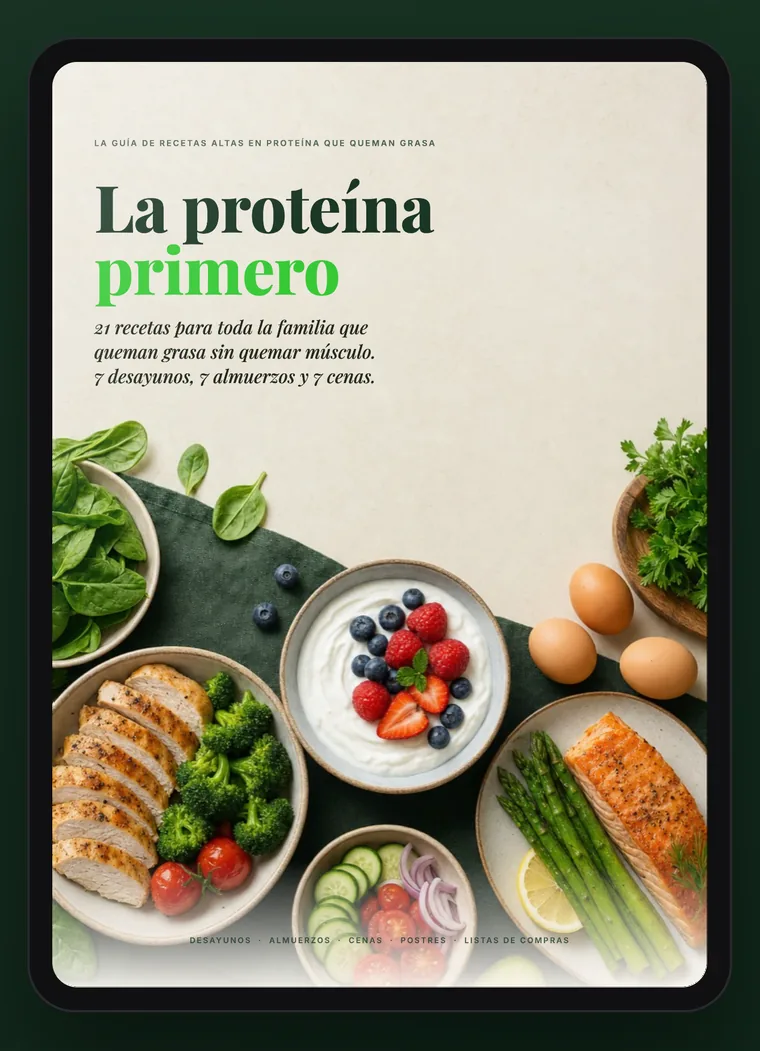 LA GUÍA DE RECETAS ALTAS EN PROTEÍNA QUE QUEMAN GRASA
La proteína
primero
21 recetas para toda la familia que
queman grasa sin quemar músculo.
7 desayunos, 7 almuerzos y 7 cenas.
DESAYUNOS · ALMUERZOS · CENAS · POSTRES · LISTAS DE COMPRAS